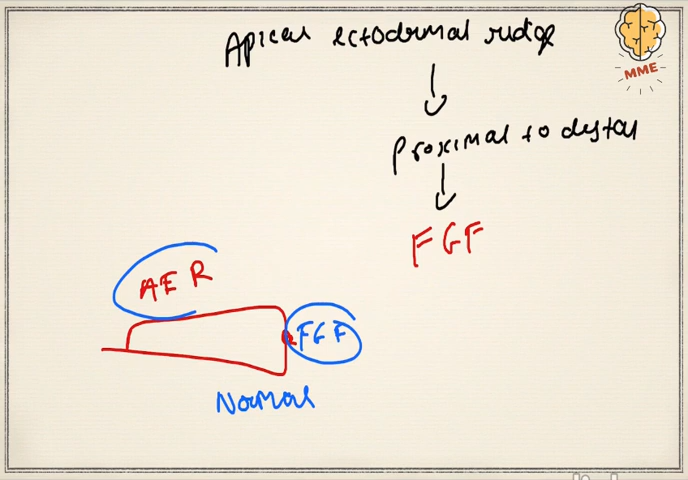 MME
Apical ectodermal ridge
Proximal to distal
FGF
AER
FGF
Normal